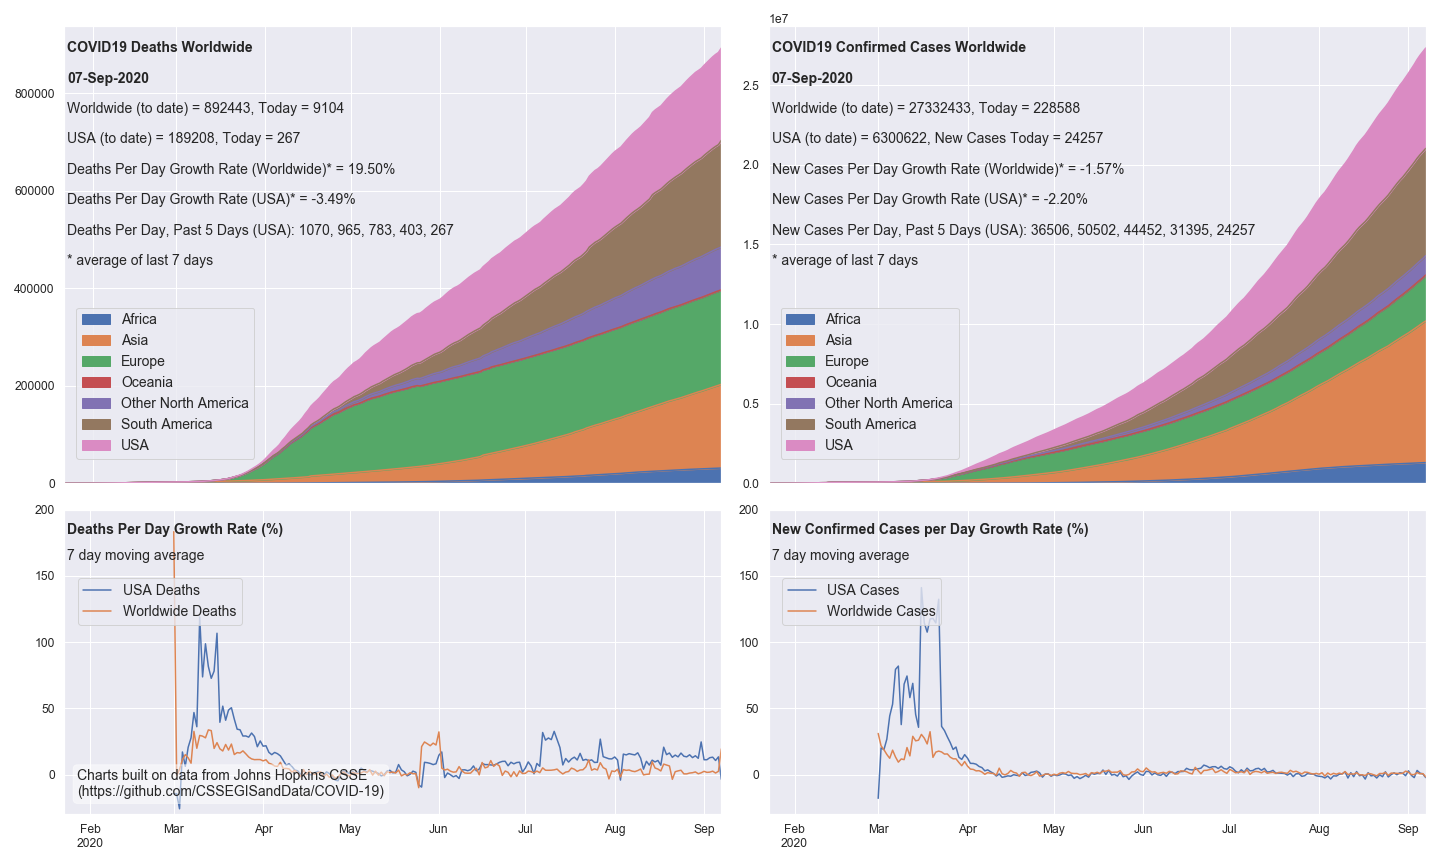 COVID19 Deaths Worldwide
07-Sep-2020
Worldwide (to date) = 892443, Today = 9104
USA (to date) = 189208, Today = 267
Deaths Per Day Growth Rate (Worldwide)* = 19.50%
Deaths Per Day Growth Rate (USA)* = -3.49%
Deaths Per Day, Past 5 Days (USA): 1070, 965, 783, 403, 267
* average of last 7 days
800000
600000
400000
200000
0
Africa
Asia
Europe
Oceania
Other North America
South America
USA
1e7
COVID19 Confirmed Cases Worldwide
07-Sep-2020
Worldwide (to date) = 27332433, Today = 228588
USA (to date) = 6300622, New Cases Today = 24257
New Cases Per Day Growth Rate (Worldwide)* = -1.57%
New Cases Per Day Growth Rate (USA)* = -2.20%
New Cases Per Day, Past 5 Days (USA): 36506, 50502, 44452, 31395, 24257
* average of last 7 days
2.5
2.0
1.5
1.0
0.5
0.0
Africa
Asia
Europe
Oceania
Other North America
South America
USA
Deaths Per Day Growth Rate (%)
7 day moving average
USA Deaths
Worldwide Deaths
200
150
100
50
0
Charts built on data from Johns Hopkins CSSE
(https://github.com/CSSEGISandData/COVID-19)
Feb Mar Apr May Jun Jul Aug Sep
2020
New Confirmed Cases per Day Growth Rate (%)
7 day moving average
USA Cases
Worldwide Cases
200
150
100
50
0
Feb Mar Apr May Jun Jul Aug Sep
2020